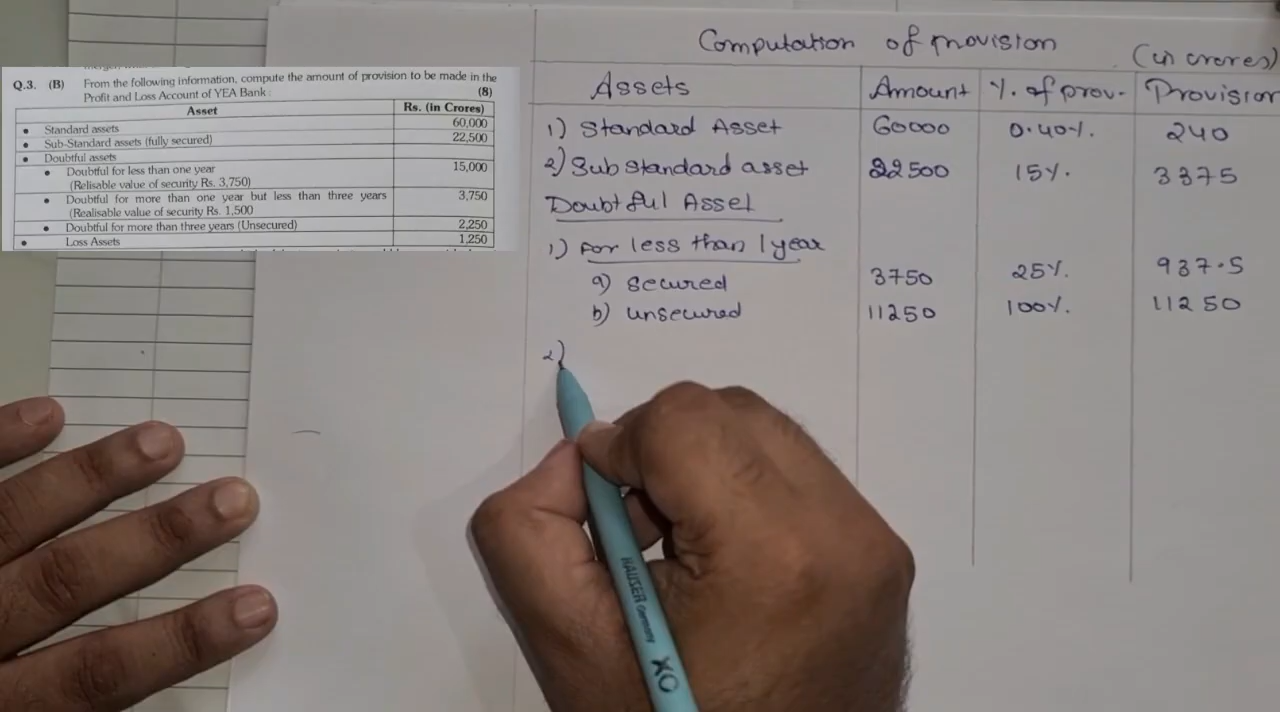 Q.3. (B) From the following information, compute the amount of provision to be made in the
Profit and Loss Account of YEA Bank : (8)
Asset Rs. (in Crores)
• Standard assets 60,000
• Sub-Standard assets (fully secured) 22,500
• Doubtful assets
• Doubtful for less than one year 15,000
(Relisable value of security Rs. 3,750)
• Doubtful for more than one year but less than three years 3,750
(Realisable value of security Rs. 1,500
• Doubtful for more than three years (Unsecured) 2,250
• Loss Assets 1,250
Computation of provision
(in crores)
Assets Amount %. of prov. Provision
1) Standard Asset 60000 0.40%. 240
2) Sub standard asset 22500 15%. 3375
Doubtful Asset
1) For less than 1 year
a) secured 3750 25%. 937.5
b) unsecured 11250 100%. 11250
2)
HAUSER Germany XO